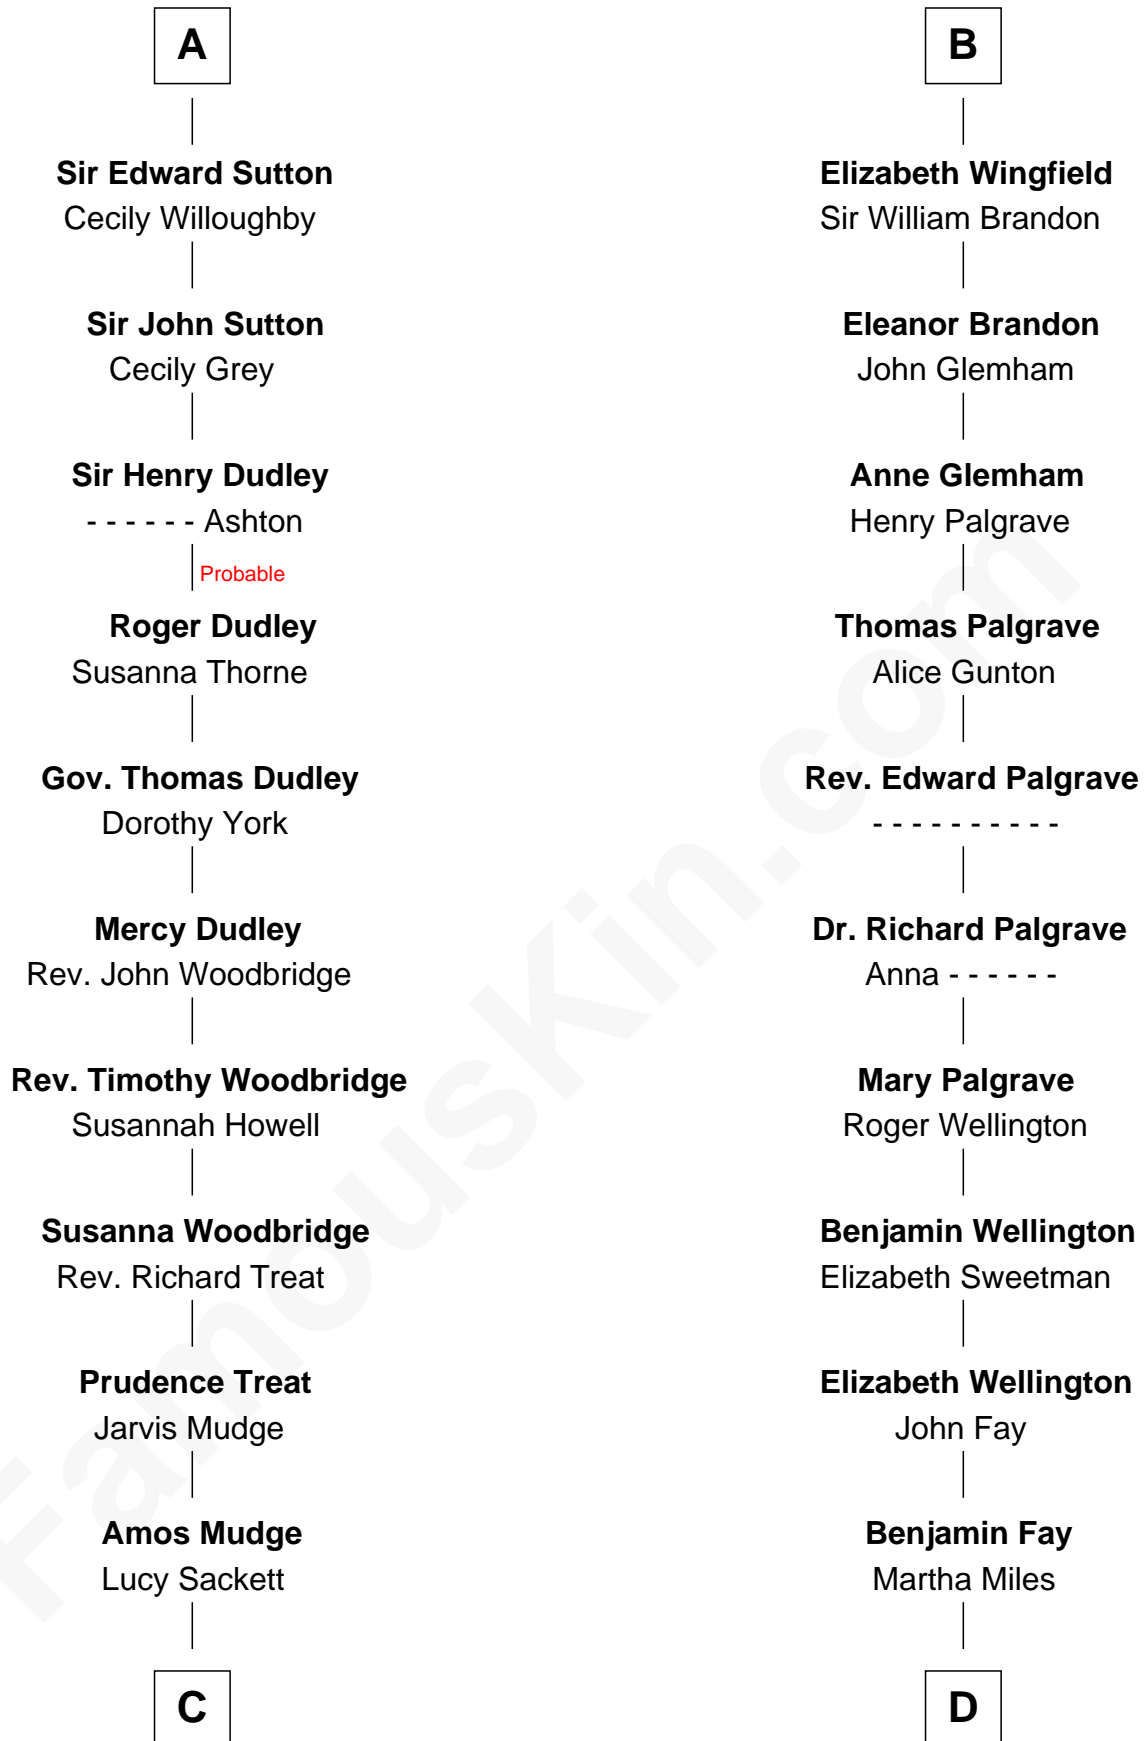 A
Sir Edward Sutton
Cecily Willoughby
Sir John Sutton
Cecily Grey
Sir Henry Dudley
- - - - - - Ashton
Probable
Roger Dudley
Susanna Thorne
Gov. Thomas Dudley
Dorothy York
Mercy Dudley
Rev. John Woodbridge
Rev. Timothy Woodbridge
Susannah Howell
Susanna Woodbridge
Rev. Richard Treat
Prudence Treat
Jarvis Mudge
Amos Mudge
Lucy Sackett
C
B
Elizabeth Wingfield
Sir William Brandon
Eleanor Brandon
John Glemham
Anne Glemham
Henry Palgrave
Thomas Palgrave
Alice Gunton
Rev. Edward Palgrave
- - - - - - - - - -
Dr. Richard Palgrave
Anna - - - - - -
Mary Palgrave
Roger Wellington
Benjamin Wellington
Elizabeth Sweetman
Elizabeth Wellington
John Fay
Benjamin Fay
Martha Miles
D
FamousKin.com